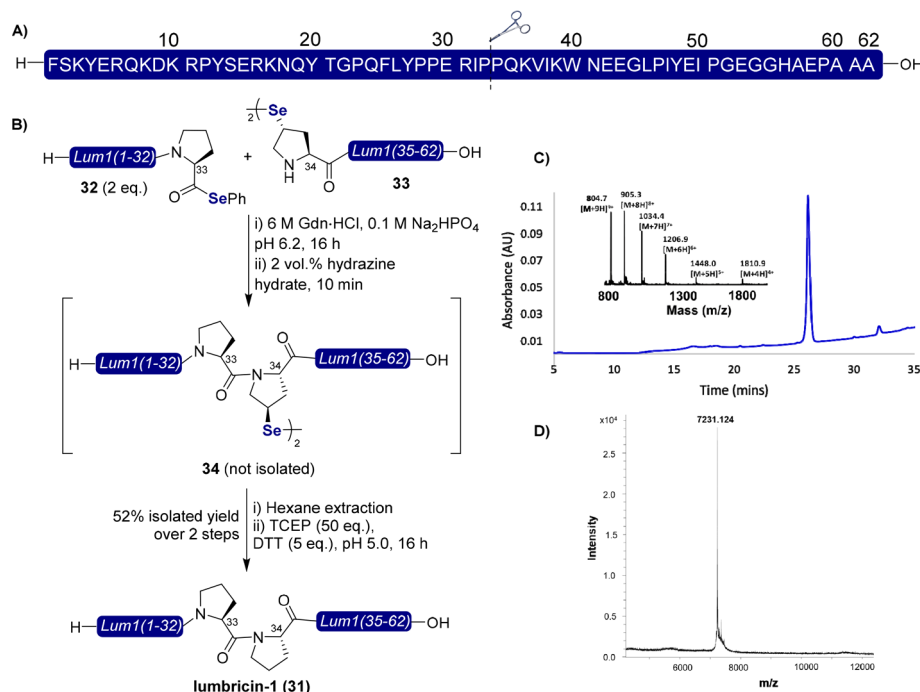 A)
10 20 30 40 50 60 62
H– FSKYERQKDK RPYSERKNQY TGPQFLYPPE RIPPQKVIKW NEEGLPIYEI PGEGGHAEPA AA –OH
B)
H– Lum1(1-32) N 33 O SePh
32 (2 eq.)
+
2 Se N H 34 O Lum1(35-62) –OH
33
i) 6 M Gdn·HCl, 0.1 M Na2HPO4
pH 6.2, 16 h
ii) 2 vol.% hydrazine
hydrate, 10 min
H– Lum1(1-32) N 33 O N 34 O Lum1(35-62) –OH
Se 2
34 (not isolated)
52% isolated yield
over 2 steps
i) Hexane extraction
ii) TCEP (50 eq.),
DTT (5 eq.), pH 5.0, 16 h
H– Lum1(1-32) N 33 O N 34 O Lum1(35-62) –OH
lumbricin-1 (31)
C)
Absorbance (AU)
0.11
0.09
0.07
0.05
0.03
0.01
5 10 15 20 25 30 35
Time (mins)
804.7
[M+9H]9+
905.3
[M+8H]8+
1034.4
[M+7H]7+
1206.9
[M+6H]6+
1448.0
[M+5H]5+
1810.9
[M+4H]4+
800 1300 1800
Mass (m/z)
D)
x10⁴
7231.124
Intensity
2.5
2.0
1.5
1.0
0.5
0.0
6000 8000 10000 12000
m/z